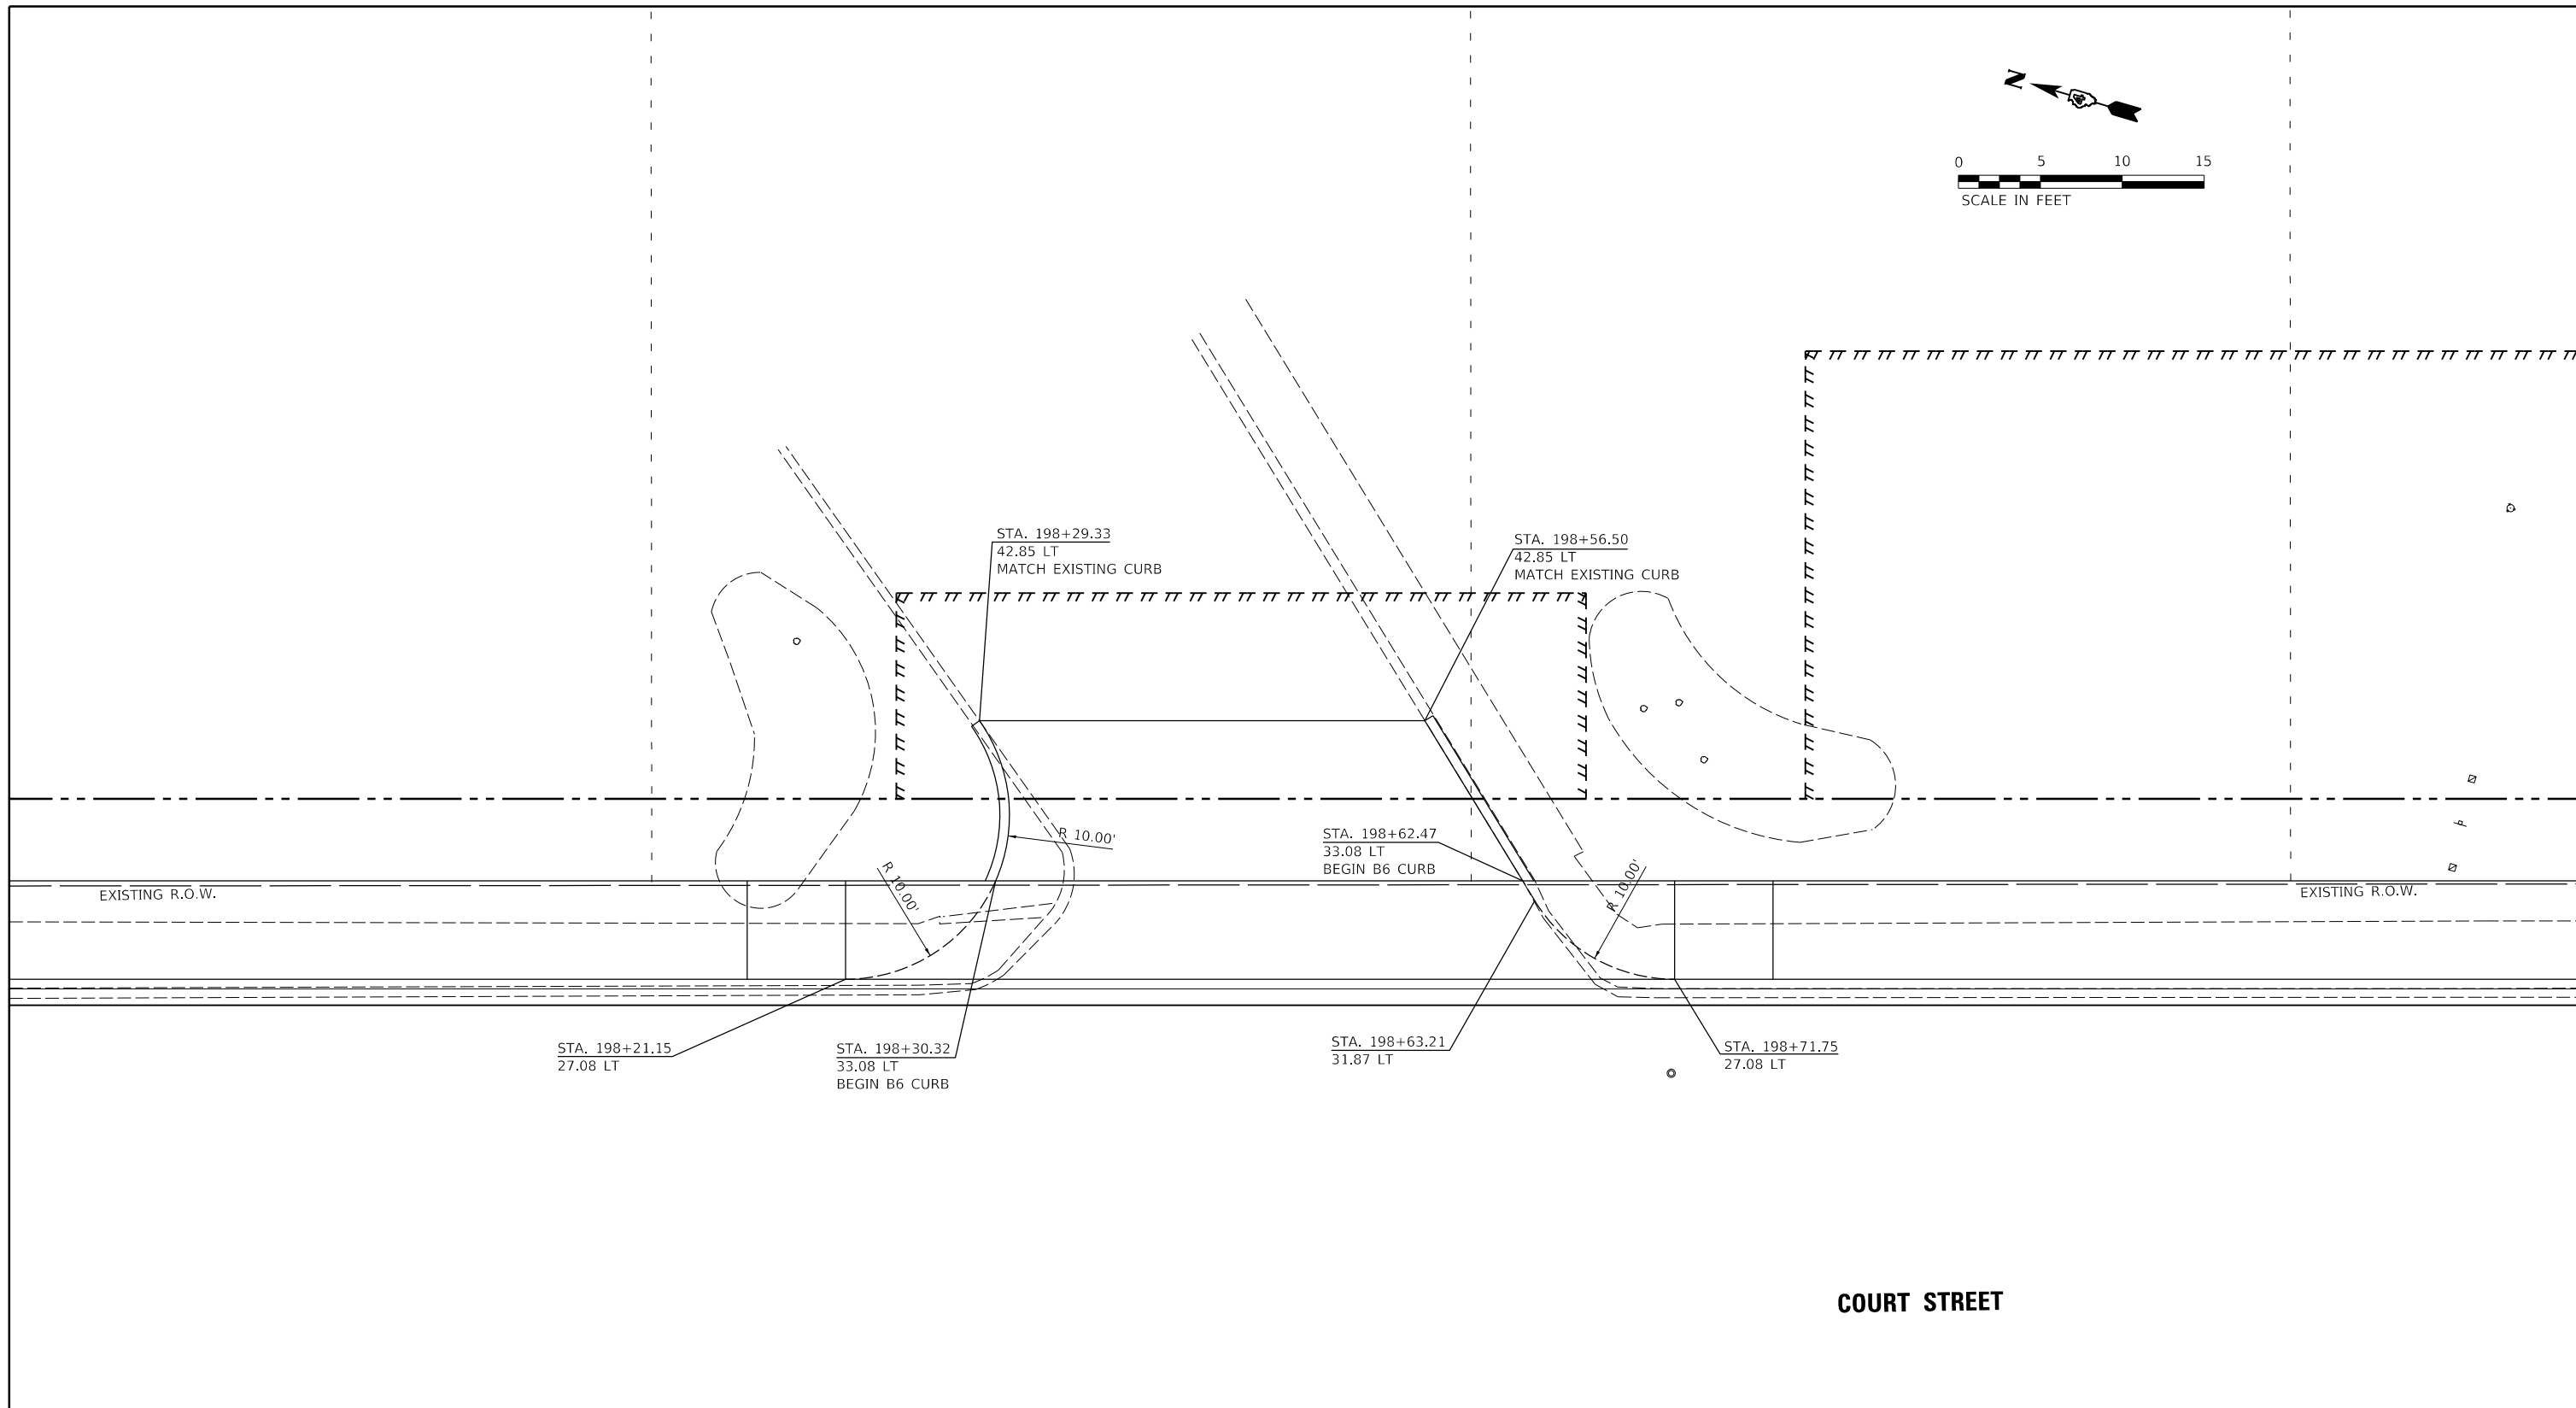 N
0 5 10 15
SCALE IN FEET
STA. 198+29.33
42.85 LT
MATCH EXISTING CURB
STA. 198+56.50
42.85 LT
MATCH EXISTING CURB
R 10.00'
STA. 198+62.47
33.08 LT
BEGIN B6 CURB
R 10.00'
R 10.00'
EXISTING R.O.W.
EXISTING R.O.W.
STA. 198+21.15
27.08 LT
STA. 198+30.32
33.08 LT
BEGIN B6 CURB
STA. 198+63.21
31.87 LT
STA. 198+71.75
27.08 LT
COURT STREET